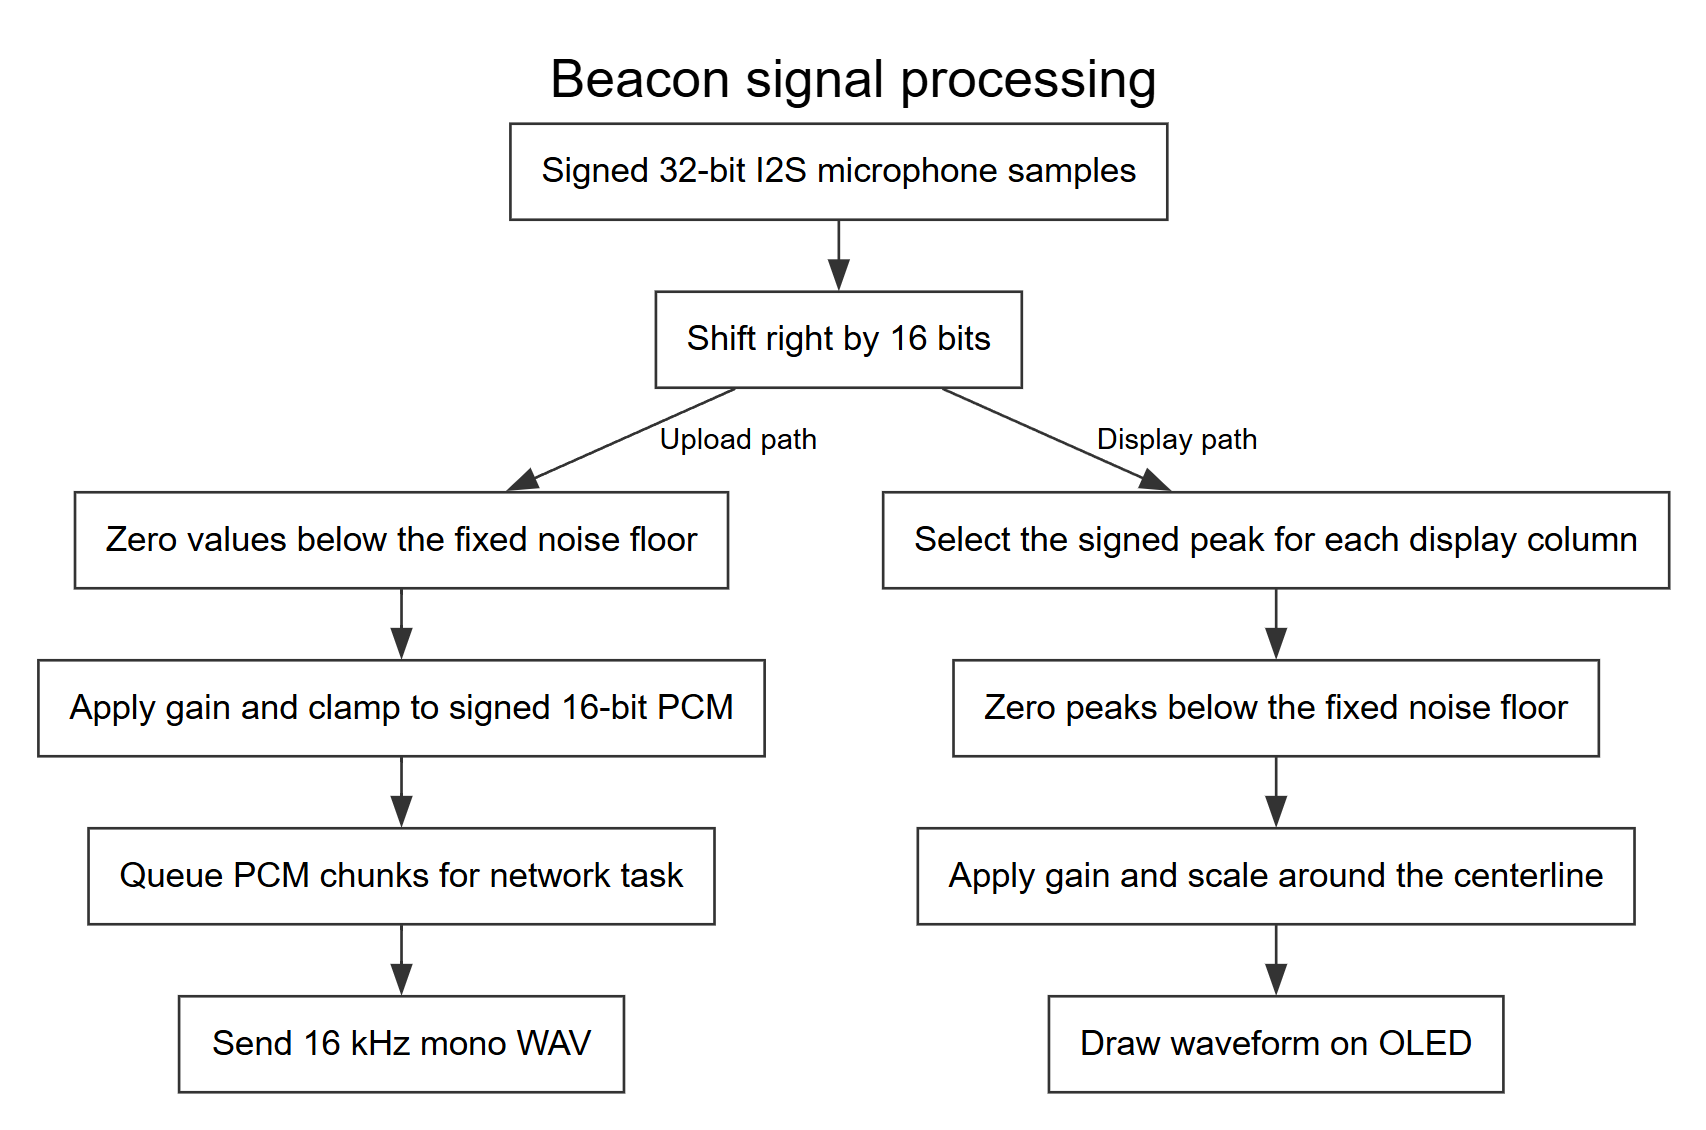 Beacon signal processing
Signed 32-bit I2S microphone samples
Shift right by 16 bits
Upload path
Display path
Zero values below the fixed noise floor
Select the signed peak for each display column
Apply gain and clamp to signed 16-bit PCM
Zero peaks below the fixed noise floor
Queue PCM chunks for network task
Apply gain and scale around the centerline
Send 16 kHz mono WAV
Draw waveform on OLED